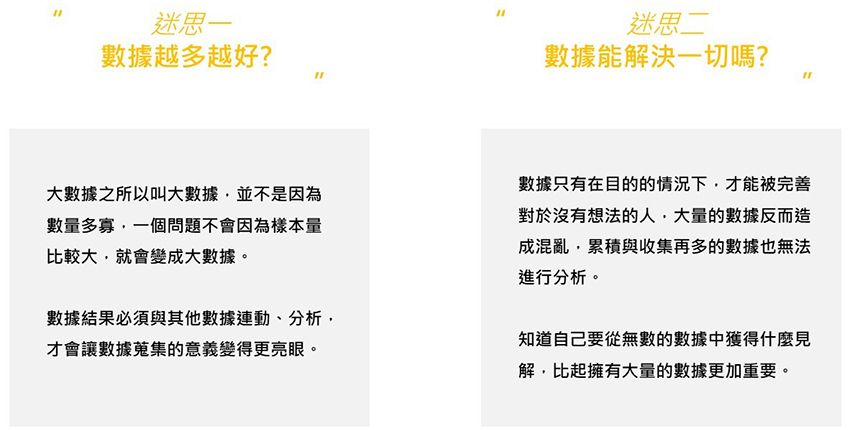 “ 迷思一
數據越多越好?
”
大數據之所以叫大數據，並不是因為
數量多寡，一個問題不會因為樣本量
比較大，就會變成大數據。
數據結果必須與其他數據連動、分析，
才會讓數據蒐集的意義變得更亮眼。
“ 迷思二
數據能解決一切嗎?
”
數據只有在目的的情況下，才能被完善
對於沒有想法的人，大量的數據反而造
成混亂，累積與收集再多的數據也無法
進行分析。
知道自己要從無數的數據中獲得什麼見
解，比起擁有大量的數據更加重要。